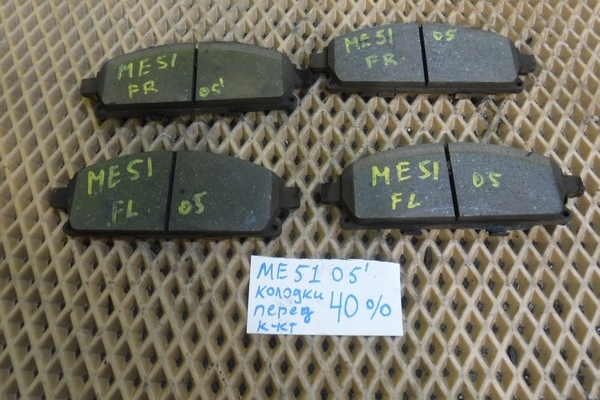 ME51
FR 05'
ME51 05
FR
ME51
FL 05
ME51 05
FL
ME51 05'
колодки
перед 40%
к-кт